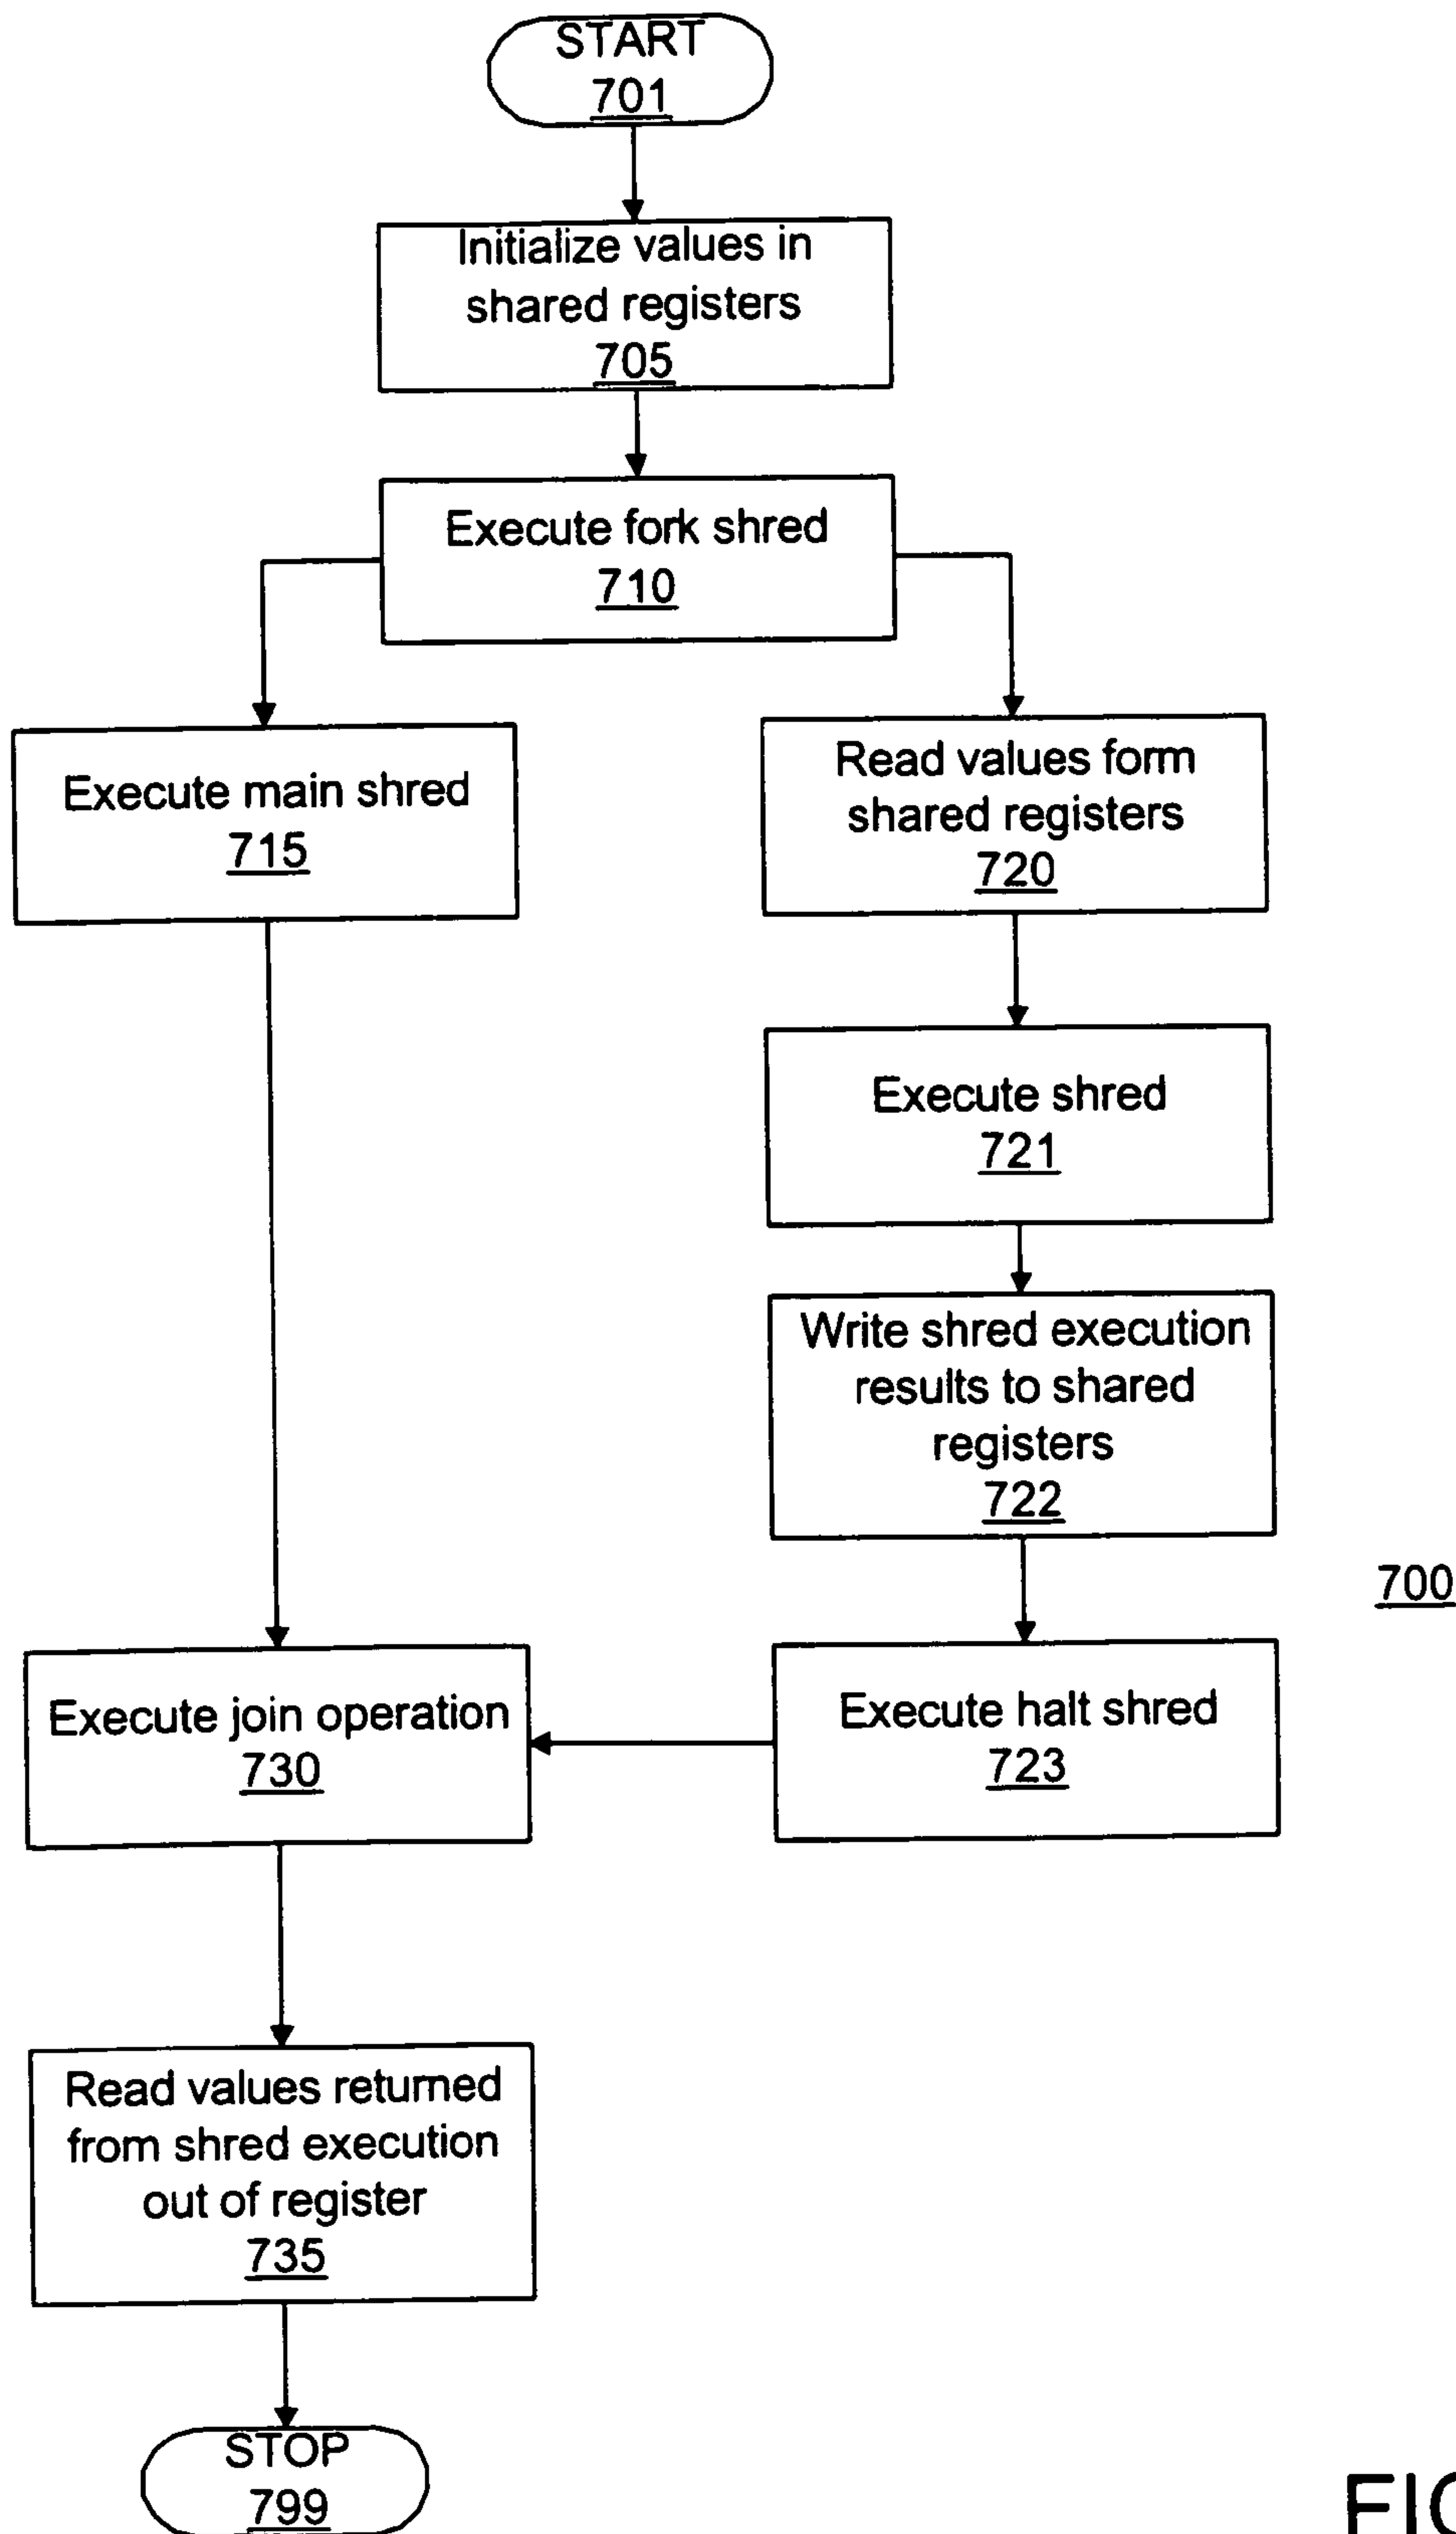 START
701
Initialize values in
shared registers
705
Execute fork shred
710
Execute main shred
715
Read values form
shared registers
720
Execute shred
721
Write shred execution
results to shared
registers
722
700
Execute join operation
730
Execute halt shred
723
Read values returned
from shred execution
out of register
735
STOP
799